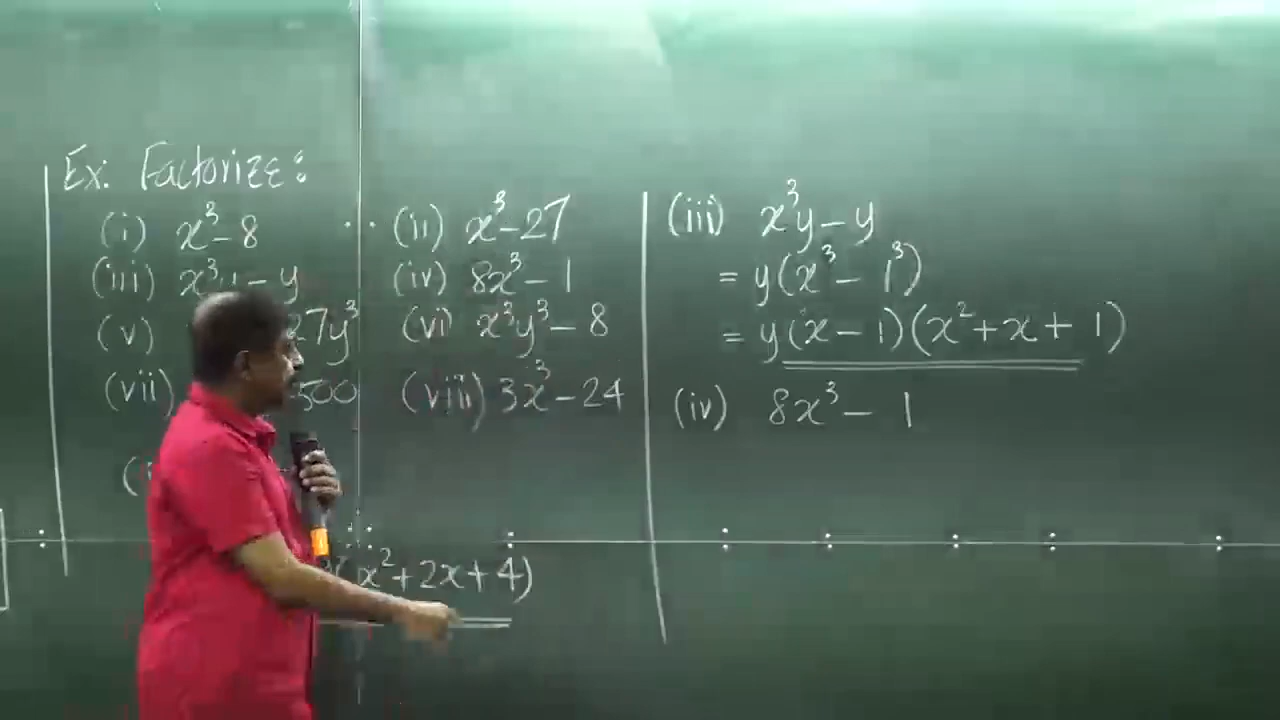 Ex. Factorize:
(i) x³-8 (ii) x³-27
(iii) x³y - y (iv) 8x³ - 1
(v) 27y³ (vi) x³y³ - 8
(vii) 500 (viii) 3x³ - 24
x²+2x+4)
(iii) x³y - y
= y(x³ - 1³)
= y(x - 1)(x²+x+ 1)
(iv) 8x³ - 1